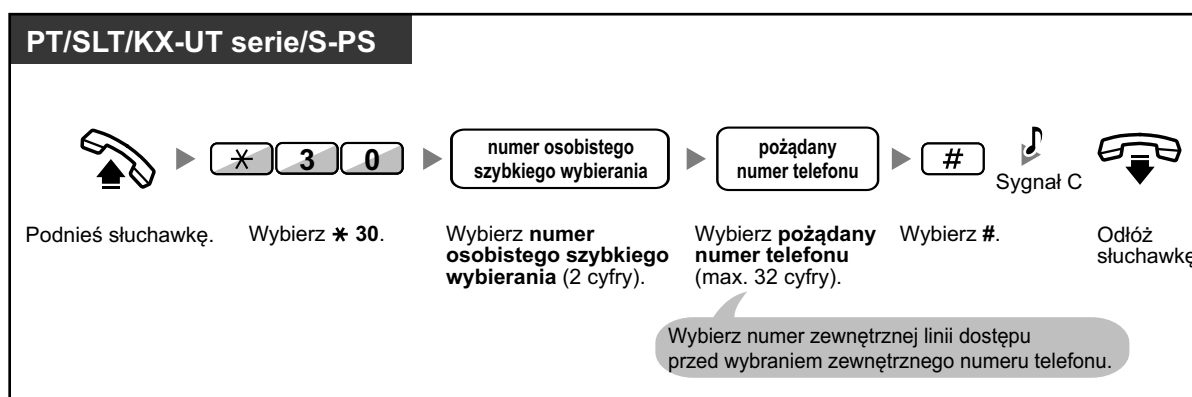 PT/SLT/KX-UT serie/S-PS
* 3 0
numer osobistego
szybkiego wybierania
pożądany
numer telefonu
#
Sygnał C
Podnieś słuchawkę.
Wybierz * 30.
Wybierz numer
osobistego szybkiego
wybierania (2 cyfry).
Wybierz pożądany
numer telefonu
(max. 32 cyfry).
Wybierz #.
Odłóż
słuchawkę
Wybierz numer zewnętrznej linii dostępu
przed wybraniem zewnętrznego numeru telefonu.